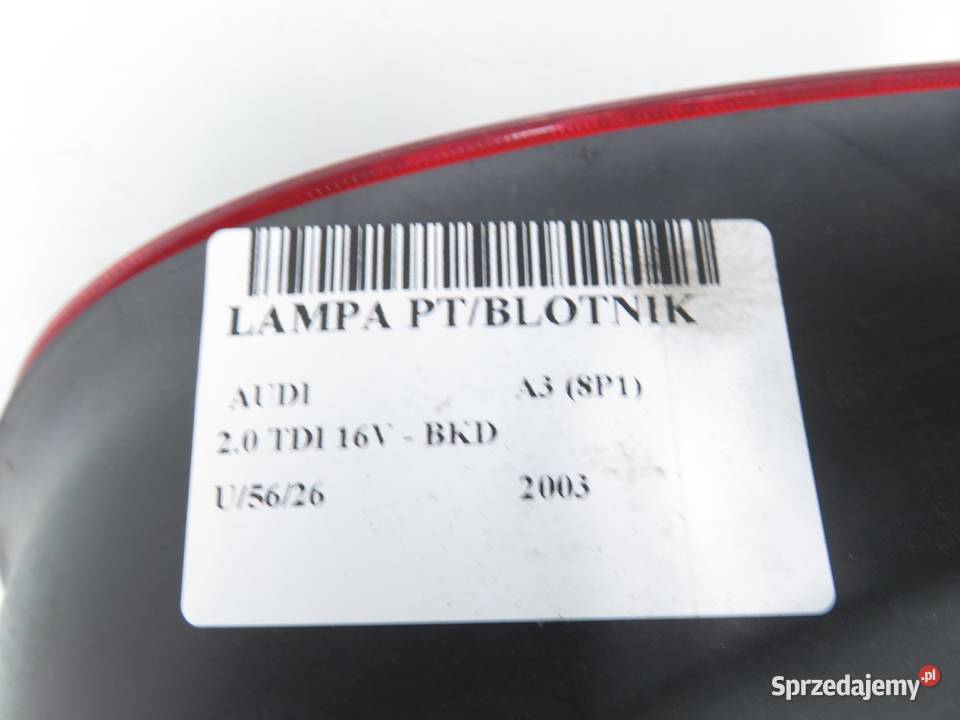 LAMPA PT/BLOTNIK
AUDI A3 (8P1)
2.0 TDI 16V - BKD
U/56/26 2003
Sprzedajemy.pl